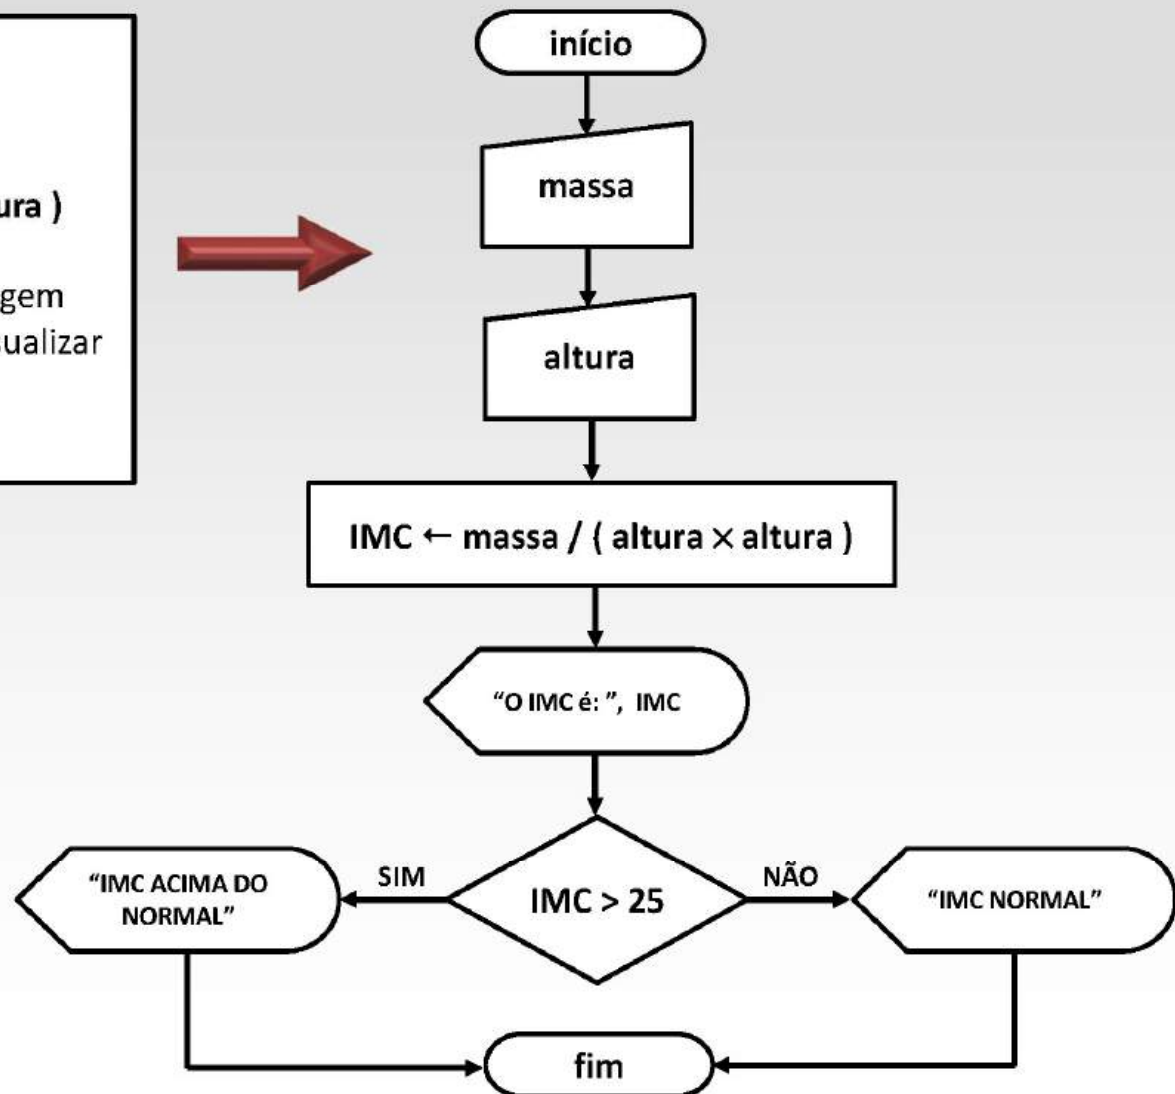 ura )
gem
sualizar
início
massa
altura
IMC ← massa / ( altura × altura )
“O IMC é: ”, IMC
IMC > 25
SIM
NÃO
“IMC ACIMA DO
NORMAL”
“IMC NORMAL”
fim